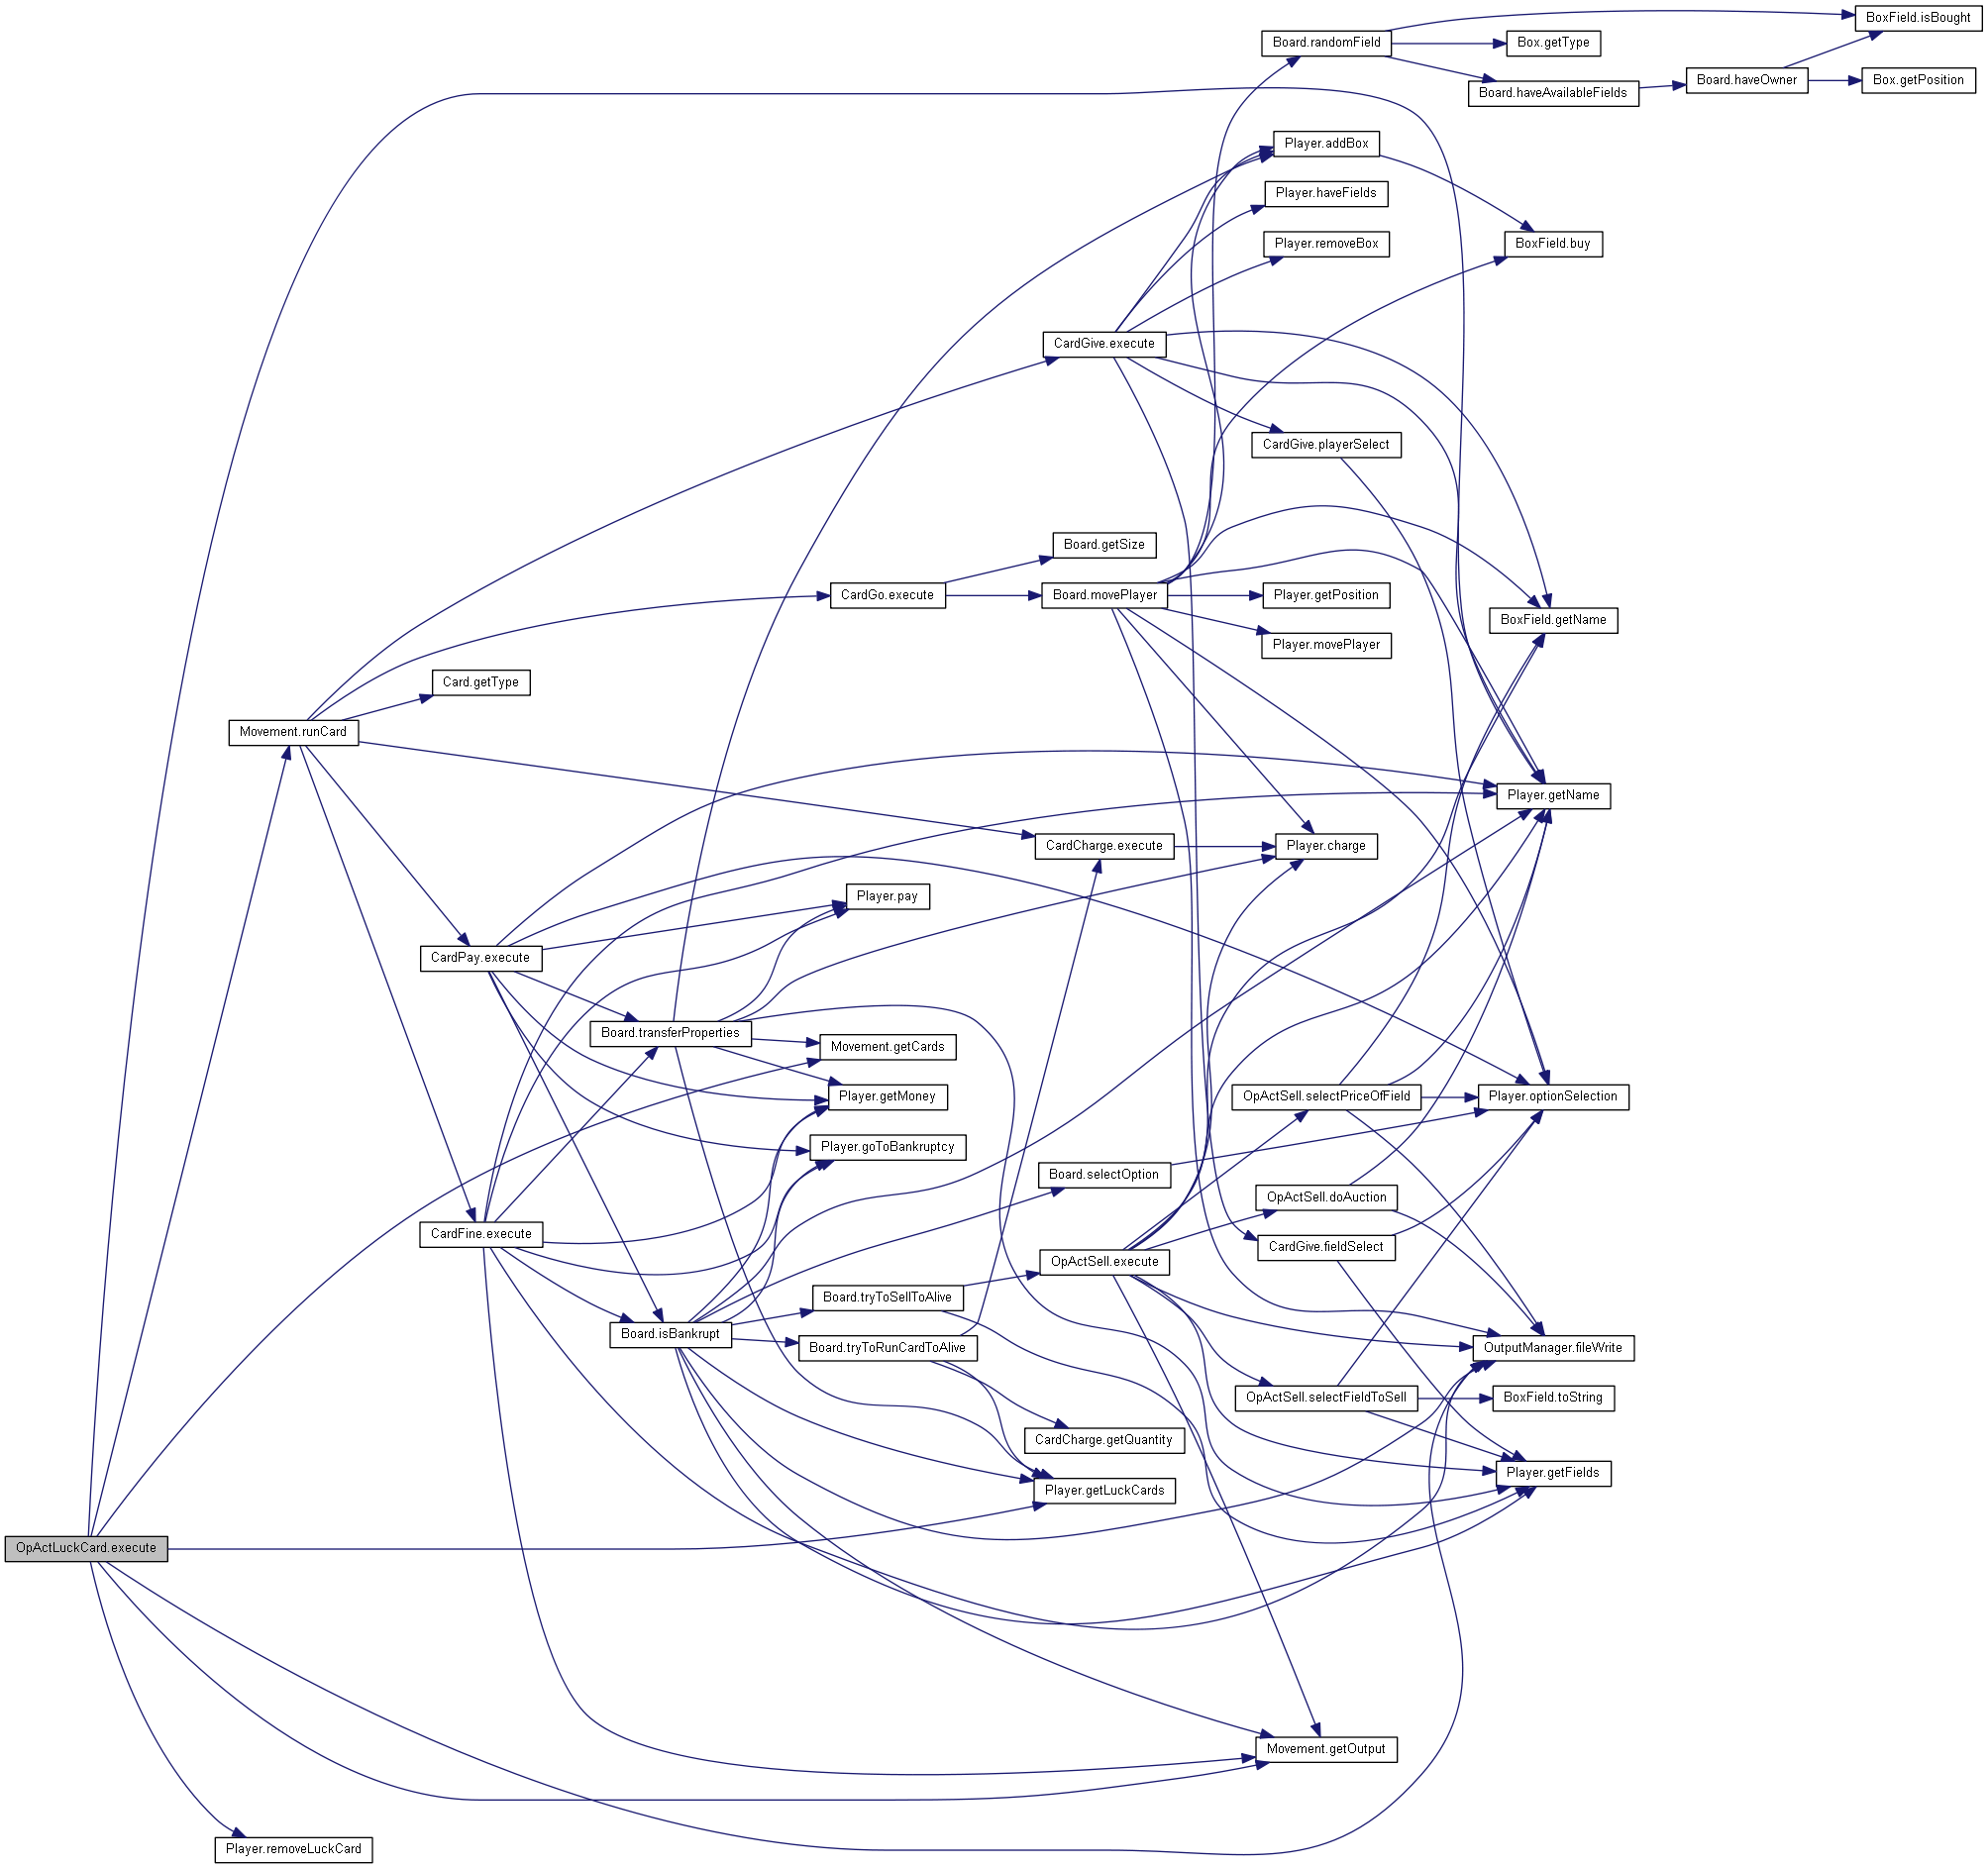 BoxField.isBought
Board.randomField
Box.getType
Board.haveOwner
Box.getPosition
Board.haveAvailableFields
Player.addBox
Player.haveFields
Player.removeBox
BoxField.buy
CardGive.execute
CardGive.playerSelect
Board.getSize
CardGo.execute
Board.movePlayer
Player.getPosition
BoxField.getName
Player.movePlayer
Card.getType
Movement.runCard
Player.getName
CardCharge.execute
Player.charge
Player.pay
CardPay.execute
Board.transferProperties
Movement.getCards
Player.getMoney
OpActSell.selectPriceOfField
Player.optionSelection
Player.goToBankruptcy
Board.selectOption
OpActSell.doAuction
CardFine.execute
CardGive.fieldSelect
OpActSell.execute
Board.tryToSellToAlive
Board.isBankrupt
Board.tryToRunCardToAlive
OutputManager.fileWrite
OpActSell.selectFieldToSell
BoxField.toString
CardCharge.getQuantity
Player.getFields
Player.getLuckCards
OpActLuckCard.execute
Movement.getOutput
Player.removeLuckCard